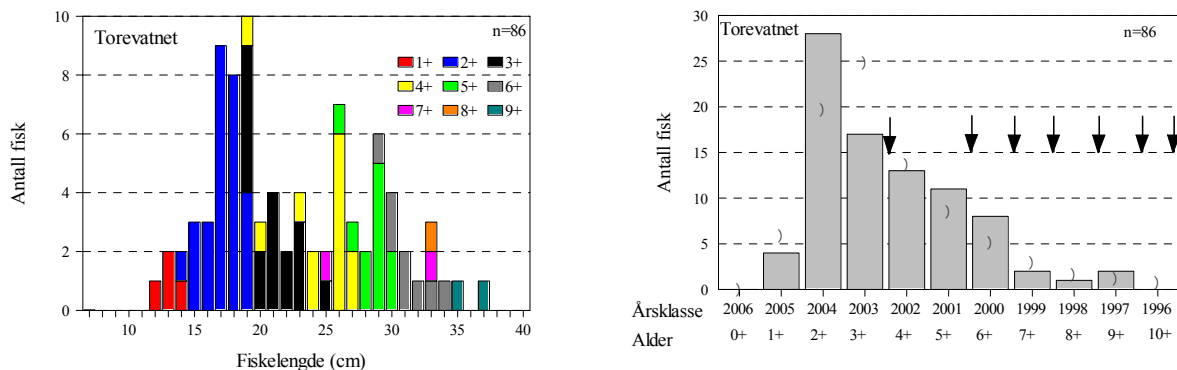 Torevatnet n=86
10
8
6
4
2
0
Antall fisk
1+ 2+ 3+
4+ 5+ 6+
7+ 8+ 9+
10 15 20 25 30 35 40
Fiskelengde (cm)
Torevatnet n=86
30
25
20
15
10
5
0
Antall fisk
Årsklasse 2006 2005 2004 2003 2002 2001 2000 1999 1998 1997 1996
Alder 0+ 1+ 2+ 3+ 4+ 5+ 6+ 7+ 8+ 9+ 10+